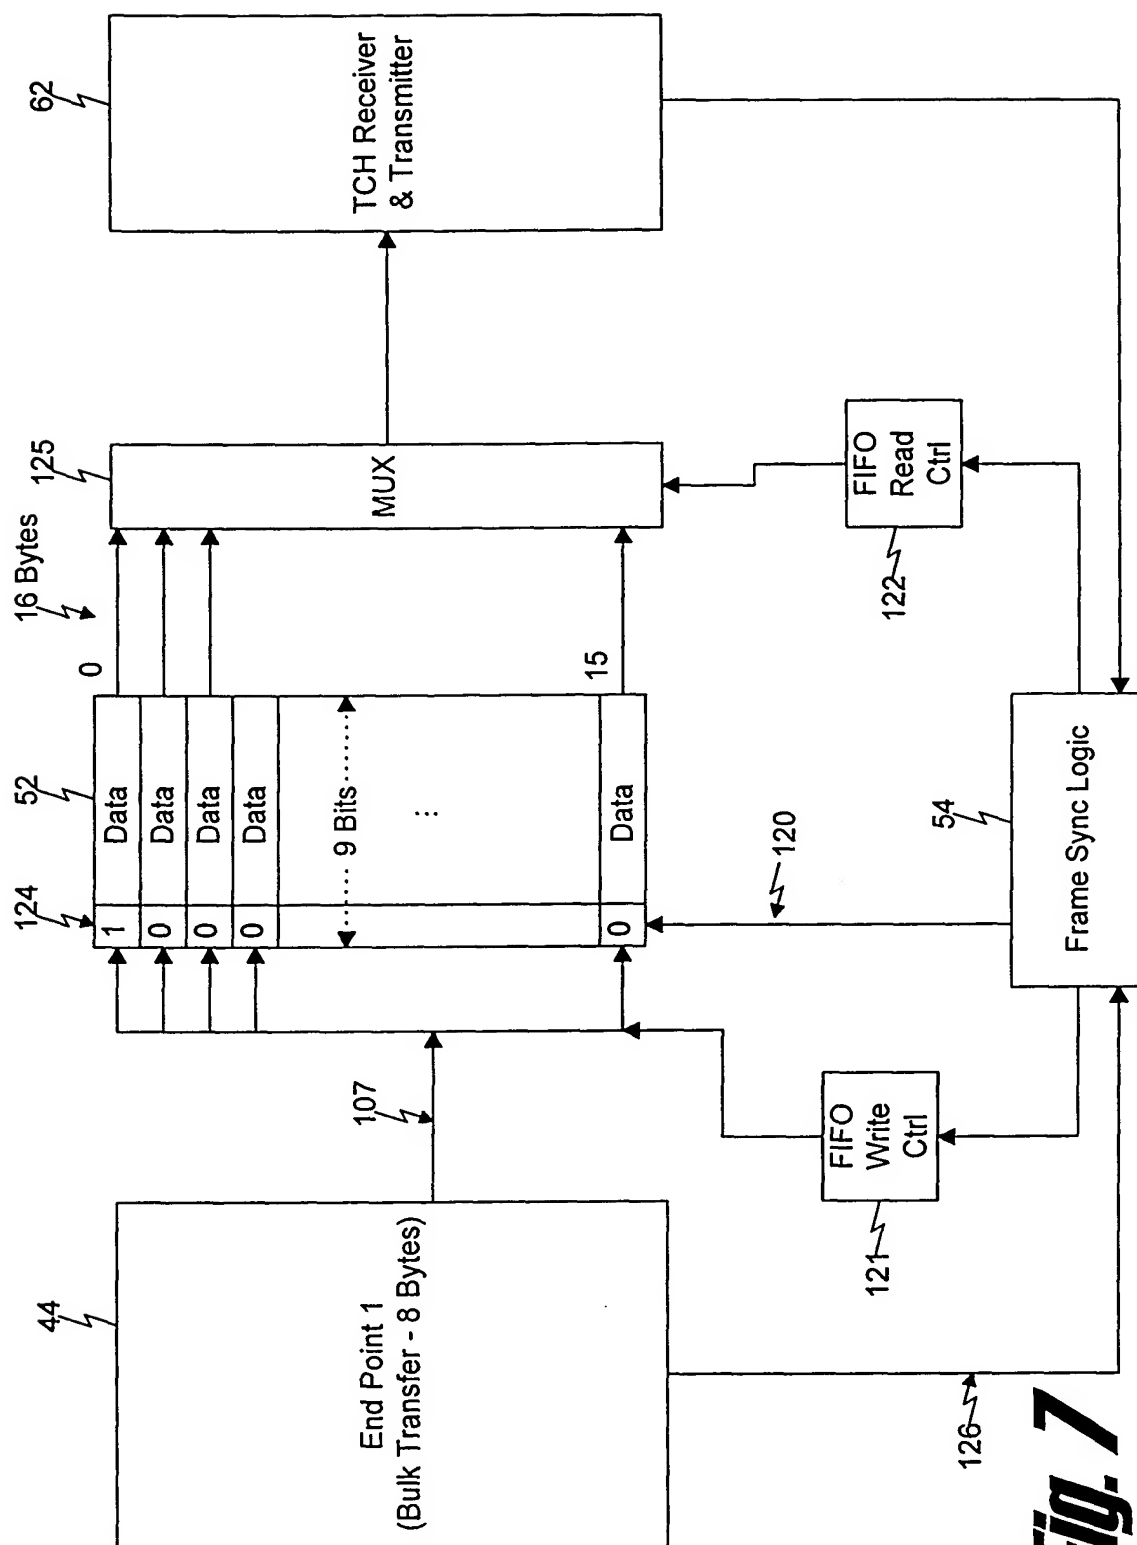 44
End Point 1
(Bulk Transfer - 8 Bytes)
107
124
52
16 Bytes
0
1 Data
0 Data
0 Data
0 Data
9 Bits
⋮
0 Data
15
125
MUX
62
TCH Receiver
& Transmitter
121
FIFO
Write
Ctrl
120
122
FIFO
Read
Ctrl
126
54
Frame Sync Logic
Fig. 7